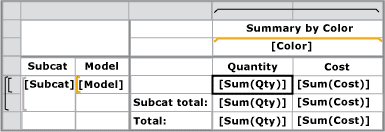 Summary by Color
[Color]
Subcat Model Quantity Cost
[Subcat] [Model] [Sum(Qty)] [Sum(Cost)]
Subcat total: [Sum(Qty)] [Sum(Cost)]
Total: [Sum(Qty)] [Sum(Cost)]